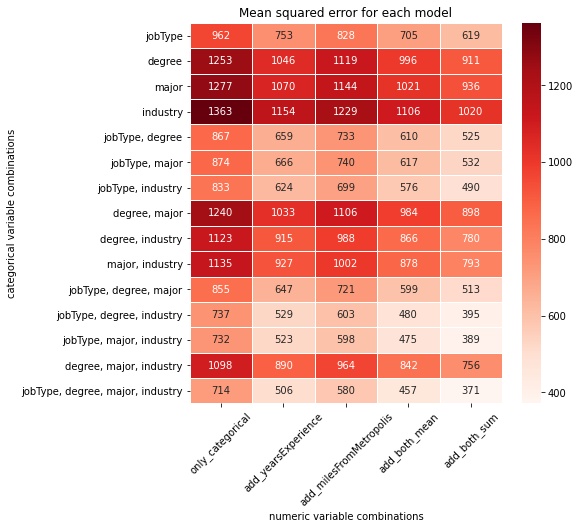 Mean squared error for each model
categorical variable combinations
jobType 962 753 828 705 619
degree 1253 1046 1119 996 911
major 1277 1070 1144 1021 936
industry 1363 1154 1229 1106 1020
jobType, degree 867 659 733 610 525
jobType, major 874 666 740 617 532
jobType, industry 833 624 699 576 490
degree, major 1240 1033 1106 984 898
degree, industry 1123 915 988 866 780
major, industry 1135 927 1002 878 793
jobType, degree, major 855 647 721 599 513
jobType, degree, industry 737 529 603 480 395
jobType, major, industry 732 523 598 475 389
degree, major, industry 1098 890 964 842 756
jobType, degree, major, industry 714 506 580 457 371
only_categorical
add_yearsExperience
add_milesFromMetropolis
add_both_mean
add_both_sum
numeric variable combinations
1200
1000
800
600
400